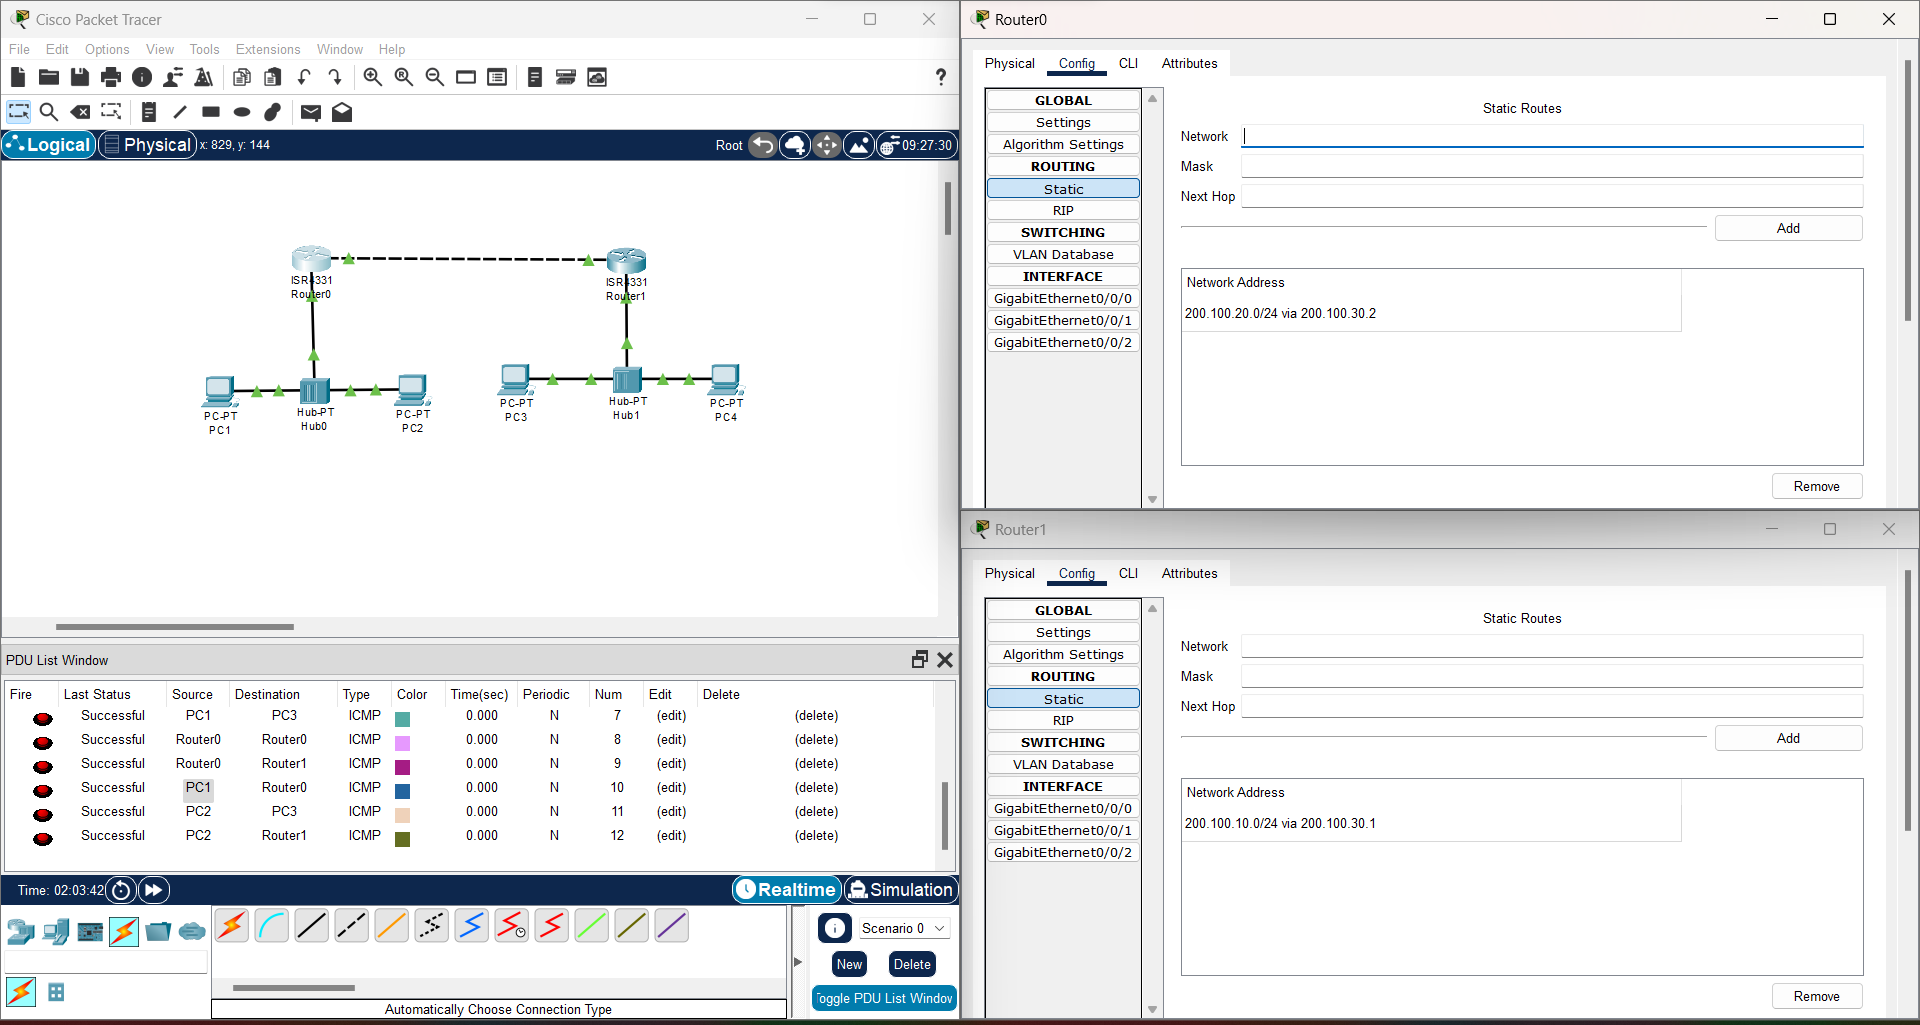 Cisco Packet Tracer
File Edit Options View Tools Extensions Window Help
?
Logical Physical x: 829, y: 144 Root 09:27:30
ISR4331
Router0
ISR4331
Router1
PC-PT
PC1
Hub-PT
Hub0
PC-PT
PC2
PC-PT
PC3
Hub-PT
Hub1
PC-PT
PC4
PDU List Window
Fire Last Status Source Destination Type Color Time(sec) Periodic Num Edit Delete
Successful PC1 PC3 ICMP 0.000 N 7 (edit) (delete)
Successful Router0 Router0 ICMP 0.000 N 8 (edit) (delete)
Successful Router0 Router1 ICMP 0.000 N 9 (edit) (delete)
Successful PC1 Router0 ICMP 0.000 N 10 (edit) (delete)
Successful PC2 PC3 ICMP 0.000 N 11 (edit) (delete)
Successful PC2 Router1 ICMP 0.000 N 12 (edit) (delete)
Time: 02:03:42 Realtime Simulation
Scenario 0
New Delete
oggle PDU List Window
Automatically Choose Connection Type
Router0
Physical Config CLI Attributes
GLOBAL
Settings
Algorithm Settings
ROUTING
Static
RIP
SWITCHING
VLAN Database
INTERFACE
GigabitEthernet0/0/0
GigabitEthernet0/0/1
GigabitEthernet0/0/2
Static Routes
Network
Mask
Next Hop
Add
Network Address
200.100.20.0/24 via 200.100.30.2
Remove
Router1
Physical Config CLI Attributes
GLOBAL
Settings
Algorithm Settings
ROUTING
Static
RIP
SWITCHING
VLAN Database
INTERFACE
GigabitEthernet0/0/0
GigabitEthernet0/0/1
GigabitEthernet0/0/2
Static Routes
Network
Mask
Next Hop
Add
Network Address
200.100.10.0/24 via 200.100.30.1
Remove